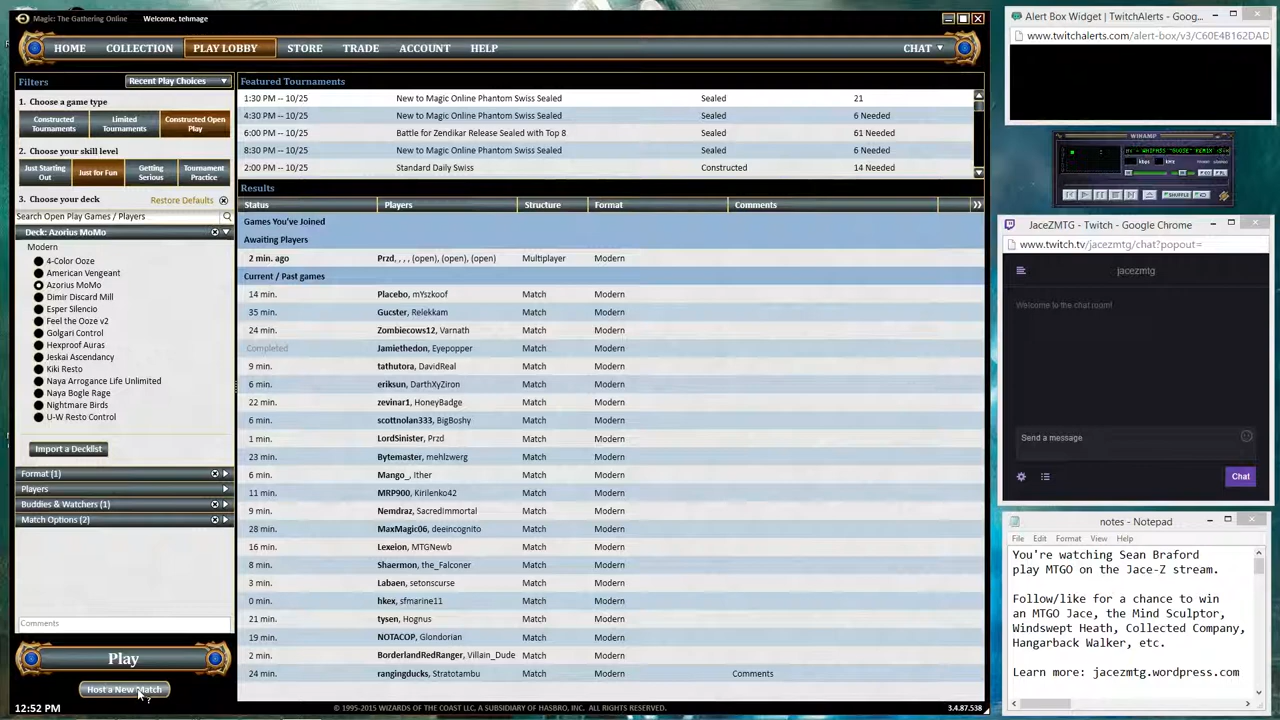 Magic: The Gathering Online Welcome, tehmage
HOME COLLECTION PLAY LOBBY STORE TRADE ACCOUNT HELP CHAT
Filters Recent Play Choices
1. Choose a game type
Constructed Tournaments Limited Tournaments Constructed Open Play
2. Choose your skill level
Just Starting Out Just for Fun Getting Serious Tournament Practice
3. Choose your deck Restore Defaults
Search Open Play Games / Players
Deck: Azorius MoMo
Modern
4-Color Ooze
American Vengeant
Azorius MoMo
Dimir Discard Mill
Esper Silencio
Feel the Ooze v2
Golgari Control
Hexproof Auras
Jeskai Ascendancy
Kiki Resto
Naya Arrogance Life Unlimited
Naya Bogle Rage
Nightmare Birds
U-W Resto Control
Import a Decklist
Format (1)
Players
Buddies & Watchers (1)
Match Options (2)
Comments
Play
Host a New Match
12:52 PM
Featured Tournaments
1:30 PM -- 10/25 New to Magic Online Phantom Swiss Sealed Sealed 21
4:30 PM -- 10/25 New to Magic Online Phantom Swiss Sealed Sealed 6 Needed
6:00 PM -- 10/25 Battle for Zendikar Release Sealed with Top 8 Sealed 61 Needed
8:30 PM -- 10/25 New to Magic Online Phantom Swiss Sealed Sealed 6 Needed
2:00 PM -- 10/25 Standard Daily Swiss Constructed 14 Needed
Results
Status Players Structure Format Comments
Games You've Joined
Awaiting Players
2 min. ago Przd, , , , (open), (open), (open) Multiplayer Modern
Current / Past games
14 min. Placebo, mYszkoof Match Modern
35 min. Gucster, Relekkam Match Modern
24 min. Zombiecows12, Varnath Match Modern
Completed Jamiethedon, Eyepopper Match Modern
9 min. tathutora, DavidReal Match Modern
6 min. eriksun, DarthXyZiron Match Modern
22 min. zevinar1, HoneyBadge Match Modern
6 min. scottnolan333, BigBoshy Match Modern
1 min. LordSinister, Przd Match Modern
23 min. Bytemaster, mehlzwerg Match Modern
6 min. Mango_, Ither Match Modern
11 min. MRP900, Kirilenko42 Match Modern
9 min. Nemdraz, SacredImmortal Match Modern
28 min. MaxMagic06, deeincognito Match Modern
16 min. Lexeion, MTGNewb Match Modern
8 min. Shaermon, the_Falconer Match Modern
3 min. Labaen, setonscurse Match Modern
0 min. hkex, sfmarine11 Match Modern
21 min. tysen, Hognus Match Modern
19 min. NOTACOP, Glondorian Match Modern
2 min. BorderlandRedRanger, Villain_Dude Match Modern
24 min. rangingducks, Stratotambu Match Modern Comments
© 1995-2015 WIZARDS OF THE COAST LLC, A SUBSIDIARY OF HASBRO, INC. ALL RIGHTS RESERVED. 3.4.87.538
Alert Box Widget | TwitchAlerts - Goog...
www.twitchalerts.com/alert-box/v3/C60E4B162DAD
WINAMP
SHUFFLE
JaceZMTG - Twitch - Google Chrome
www.twitch.tv/jacezmtg/chat?popout=
jacezmtg
Welcome to the chat room!
Send a message
Chat
notes - Notepad
File Edit Format View Help
You're watching Sean Braford
play MTGO on the Jace-Z stream.
Follow/like for a chance to win
an MTGO Jace, the Mind Sculptor,
Windswept Heath, Collected Company,
Hangarback Walker, etc.
Learn more: jacezmtg.wordpress.com